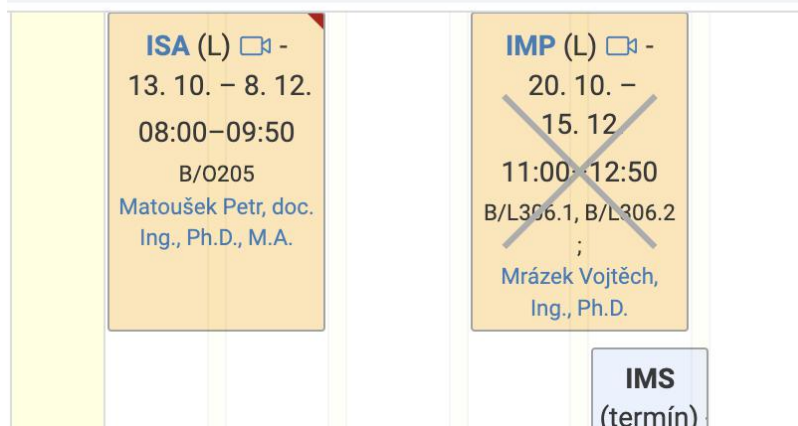 ISA (L) -
13. 10. – 8. 12.
08:00–09:50
B/O205
Matoušek Petr, doc.
Ing., Ph.D., M.A.
IMP (L) -
20. 10. –
15. 12.
11:00–12:50
B/L306.1, B/L306.2
;
Mrázek Vojtěch,
Ing., Ph.D.
IMS
(termín)